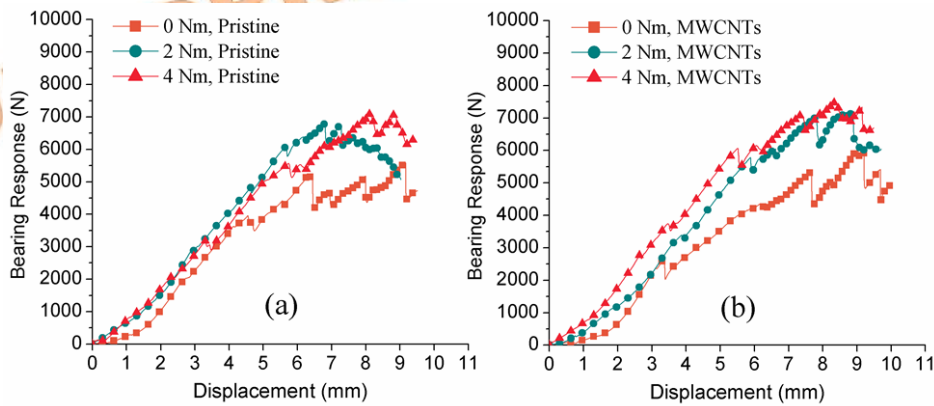 10000
9000
8000
7000
6000
5000
4000
3000
2000
1000
0
Bearing Response (N)
0 Nm, Pristine
2 Nm, Pristine
4 Nm, Pristine
(a)
0 1 2 3 4 5 6 7 8 9 10
Displacement (mm)
10000
9000
8000
7000
6000
5000
4000
3000
2000
1000
0
Bearing Response (N)
0 Nm, MWCNTs
2 Nm, MWCNTs
4 Nm, MWCNTs
(b)
0 1 2 3 4 5 6 7 8 9 10 11
Displacement (mm)